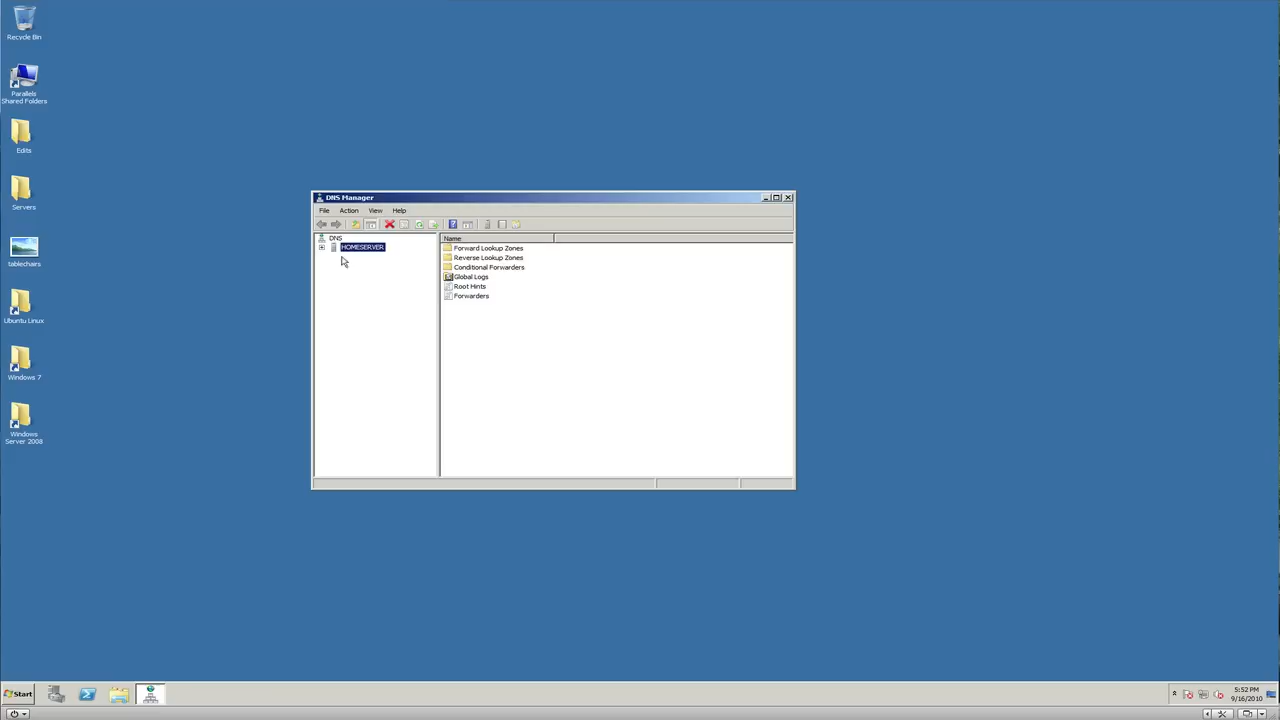 Recycle Bin
Parallels
Shared Folders
Edits
Servers
tablechairs
Ubuntu Linux
Windows 7
Windows
Server 2008
DNS Manager
File Action View Help
DNS
HOMESERVER
Name
Forward Lookup Zones
Reverse Lookup Zones
Conditional Forwarders
Global Logs
Root Hints
Forwarders
Start
5:52 PM
9/16/2010